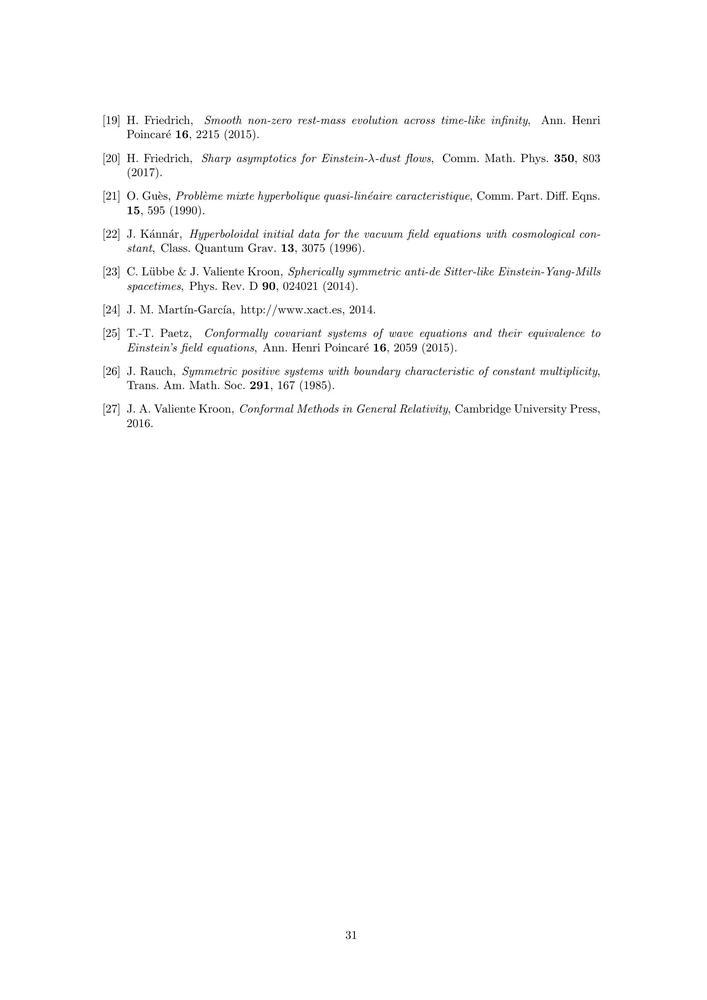 [19] H. Friedrich, Smooth non-zero rest-mass evolution across time-like infinity, Ann. Henri
Poincaré 16, 2215 (2015).
[20] H. Friedrich, Sharp asymptotics for Einstein-λ-dust flows, Comm. Math. Phys. 350, 803
(2017).
[21] O. Guès, Problème mixte hyperbolique quasi-linéaire caracteristique, Comm. Part. Diff. Eqns.
15, 595 (1990).
[22] J. Kánnár, Hyperboloidal initial data for the vacuum field equations with cosmological con-
stant, Class. Quantum Grav. 13, 3075 (1996).
[23] C. Lübbe & J. Valiente Kroon, Spherically symmetric anti-de Sitter-like Einstein-Yang-Mills
spacetimes, Phys. Rev. D 90, 024021 (2014).
[24] J. M. Martín-García, http://www.xact.es, 2014.
[25] T.-T. Paetz, Conformally covariant systems of wave equations and their equivalence to
Einstein's field equations, Ann. Henri Poincaré 16, 2059 (2015).
[26] J. Rauch, Symmetric positive systems with boundary characteristic of constant multiplicity,
Trans. Am. Math. Soc. 291, 167 (1985).
[27] J. A. Valiente Kroon, Conformal Methods in General Relativity, Cambridge University Press,
2016.
31